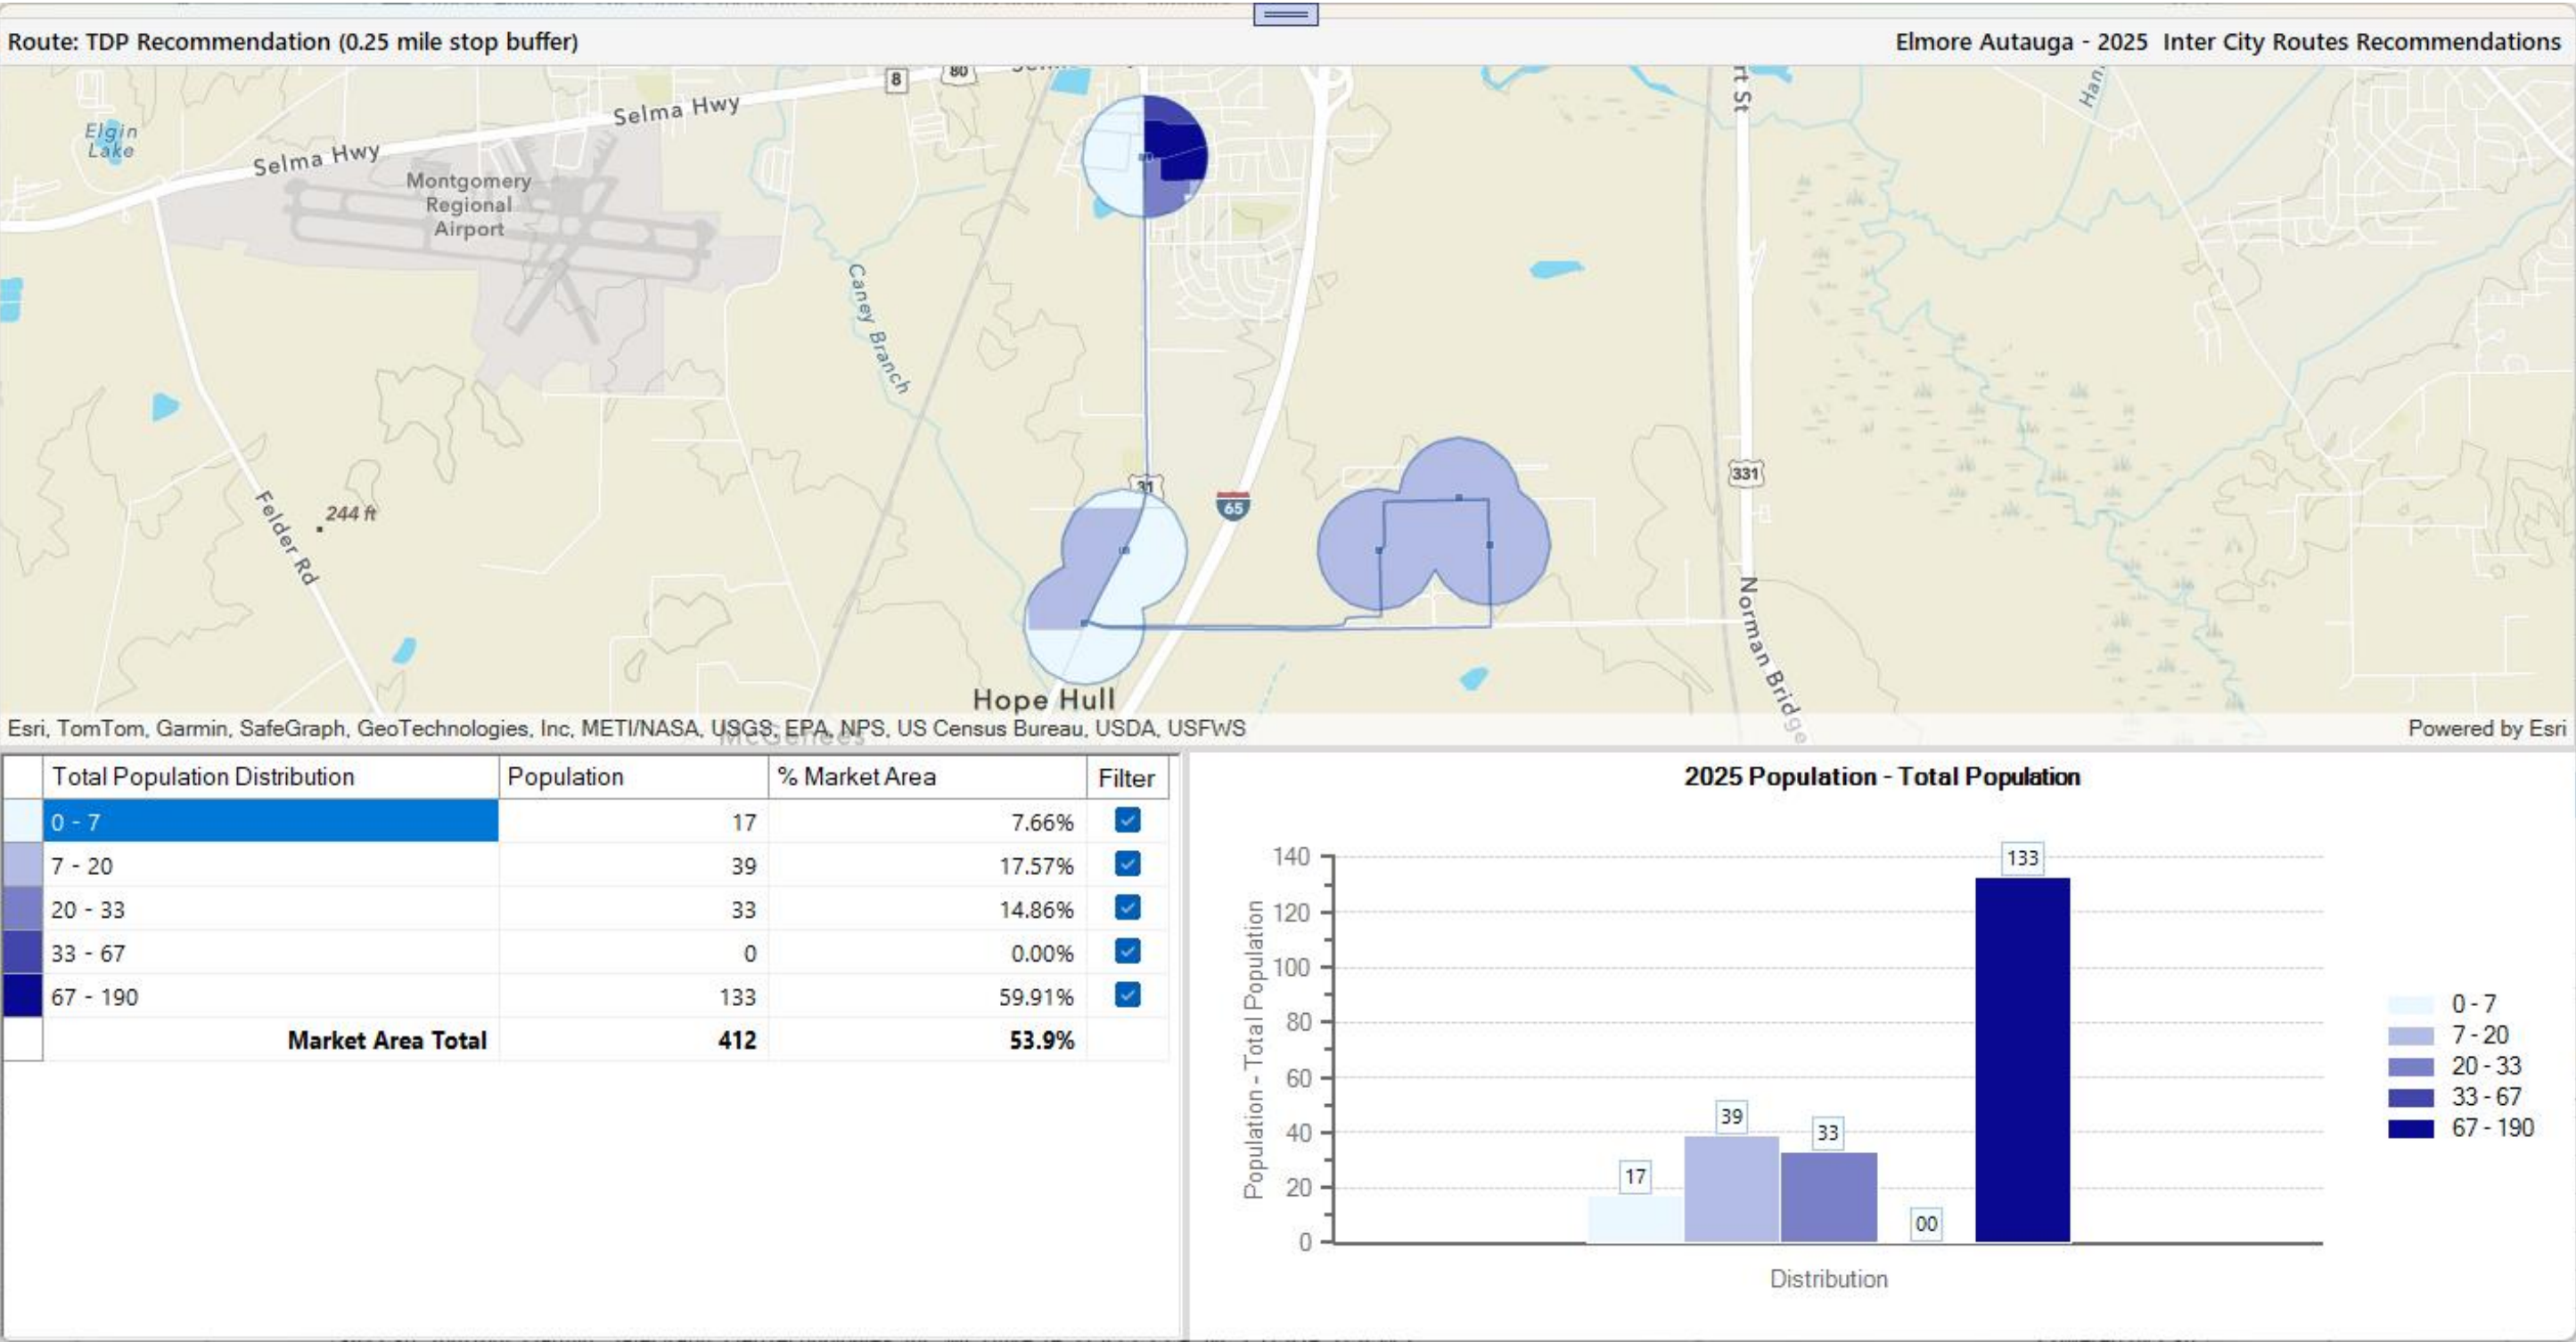 Route: TDP Recommendation (0.25 mile stop buffer)
Elmore Autauga - 2025 Inter City Routes Recommendations
8
80
rt St
Selma Hwy
Elgin
Lake
Selma Hwy
Montgomery
Regional
Airport
Caney Branch
331
31
65
Felder Rd
244 ft
Norman Bridge
Hope Hull
McGehees
Esri, TomTom, Garmin, SafeGraph, GeoTechnologies, Inc, METI/NASA, USGS, EPA, NPS, US Census Bureau, USDA, USFWS
Powered by Esri
Total Population Distribution Population % Market Area Filter
0 - 7 17 7.66%
7 - 20 39 17.57%
20 - 33 33 14.86%
33 - 67 0 0.00%
67 - 190 133 59.91%
Market Area Total 412 53.9%
2025 Population - Total Population
Population - Total Population
140
120
100
80
60
40
20
0
17
39
33
00
133
Distribution
0 - 7
7 - 20
20 - 33
33 - 67
67 - 190